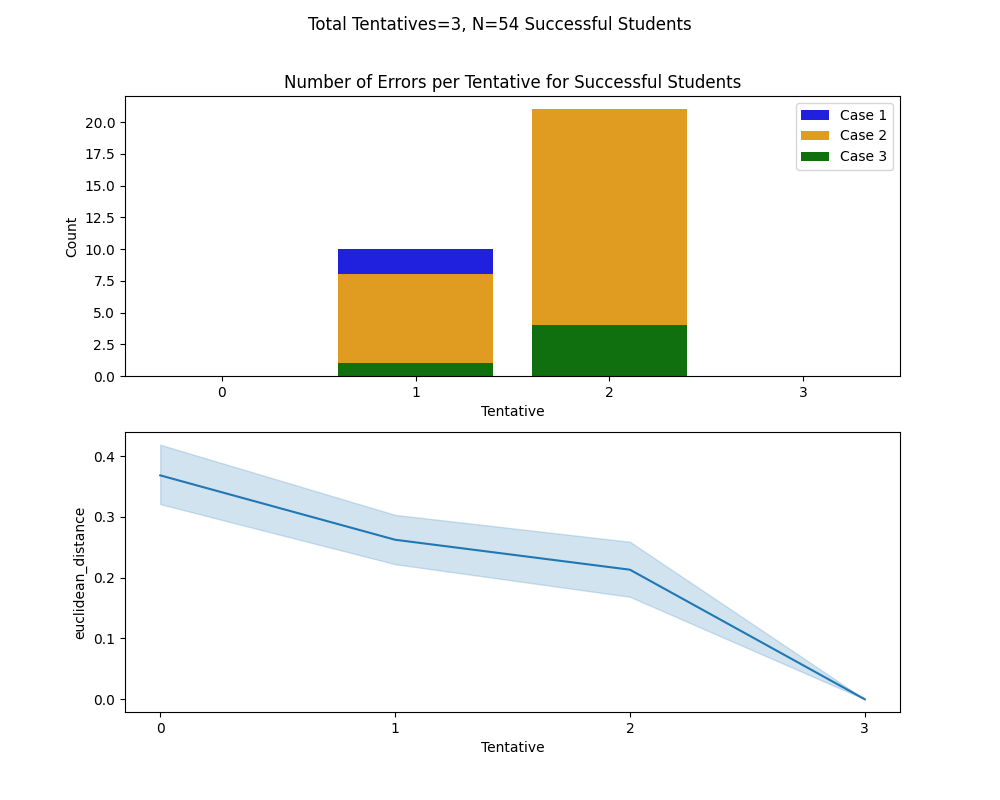 Total Tentatives=3, N=54 Successful Students
Number of Errors per Tentative for Successful Students
Case 1
Case 2
Case 3
20.0
17.5
15.0
12.5
10.0
7.5
5.0
2.5
0.0
Count
0 1 2 3
Tentative
0.4
0.3
0.2
0.1
0.0
euclidean_distance
0 1 2 3
Tentative